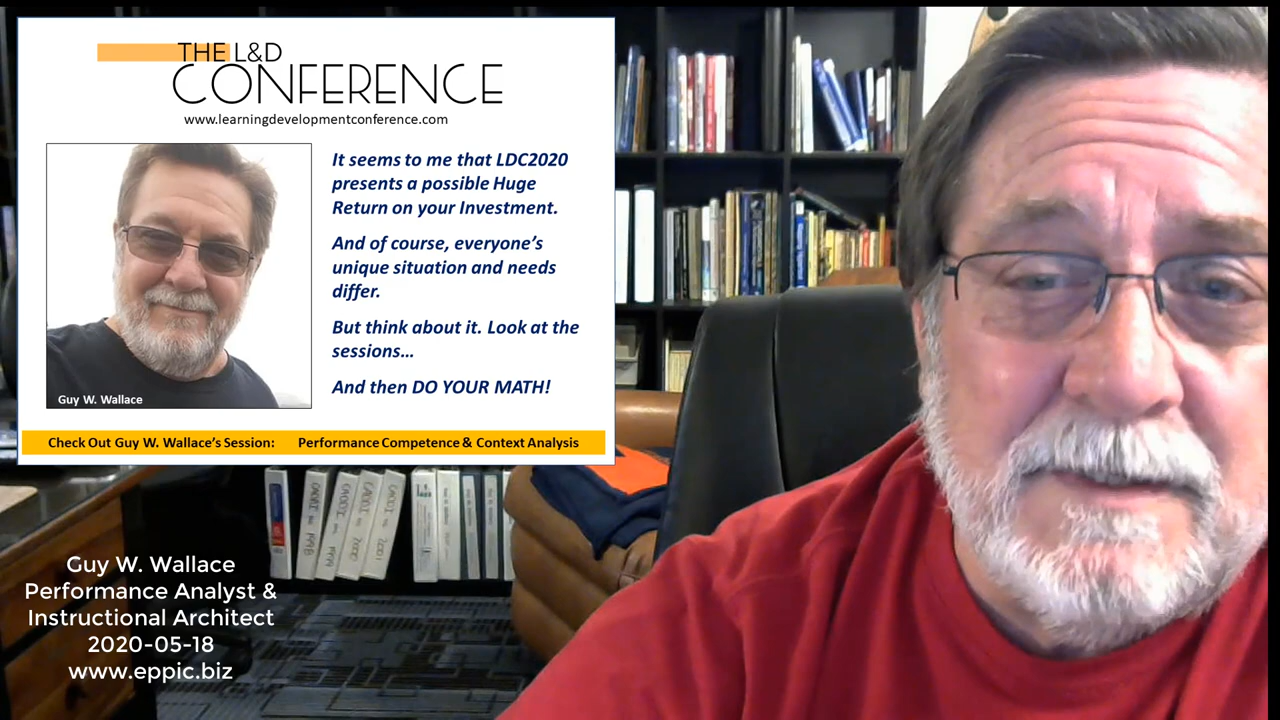 THE L&D
CONFERENCE
www.learningdevelopmentconference.com
It seems to me that LDC2020
presents a possible Huge
Return on your Investment.
And of course, everyone's
unique situation and needs
differ.
But think about it. Look at the
sessions...
And then DO YOUR MATH!
Guy W. Wallace
Check Out Guy W. Wallace's Session: Performance Competence & Context Analysis
Guy W. Wallace
Performance Analyst &
Instructional Architect
2020-05-18
www.eppic.biz